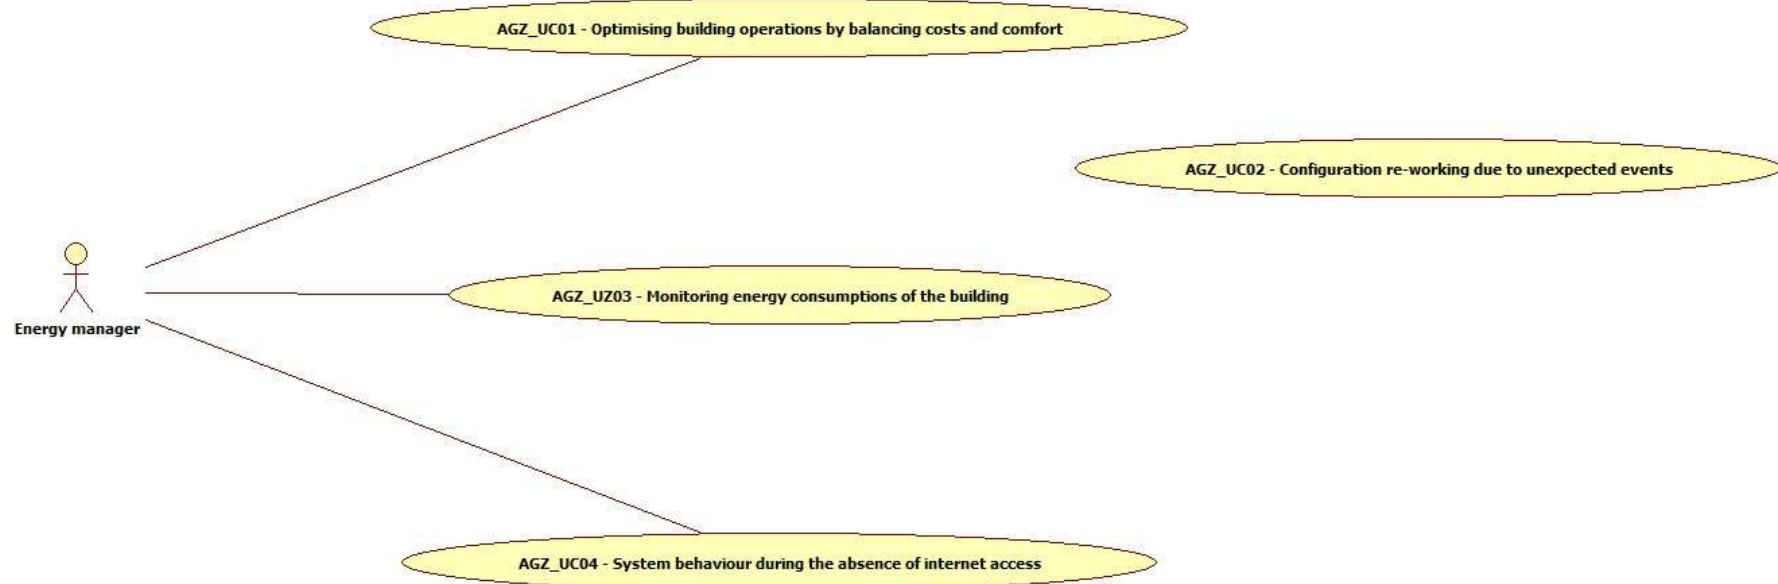 AGZ_UC01 - Optimising building operations by balancing costs and comfort
AGZ_UC02 - Configuration re-working due to unexpected events
AGZ_UZ03 - Monitoring energy consumptions of the building
Energy manager
AGZ_UC04 - System behaviour during the absence of internet access